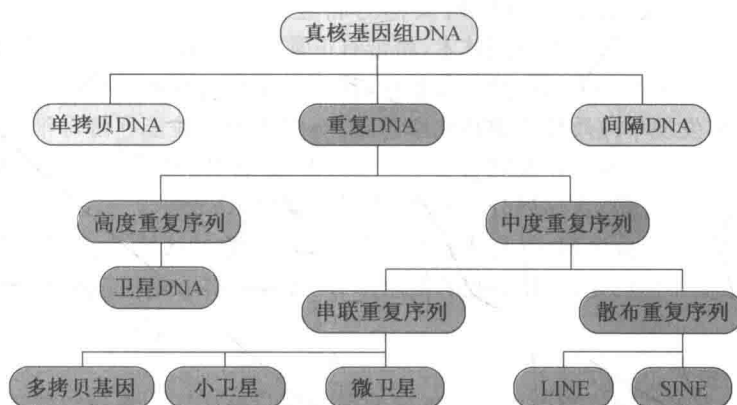 真核基因组DNA
单拷贝DNA 重复DNA 间隔DNA
高度重复序列 中度重复序列
卫星DNA
串联重复序列 散布重复序列
多拷贝基因 小卫星 微卫星 LINE SINE